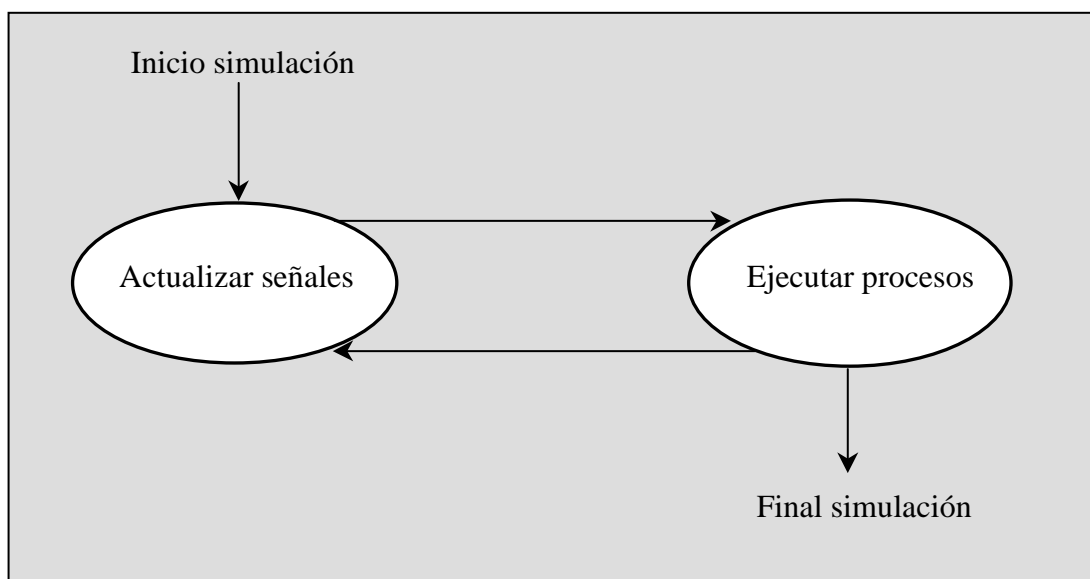 Inicio simulación
Actualizar señales
Ejecutar procesos
Final simulación